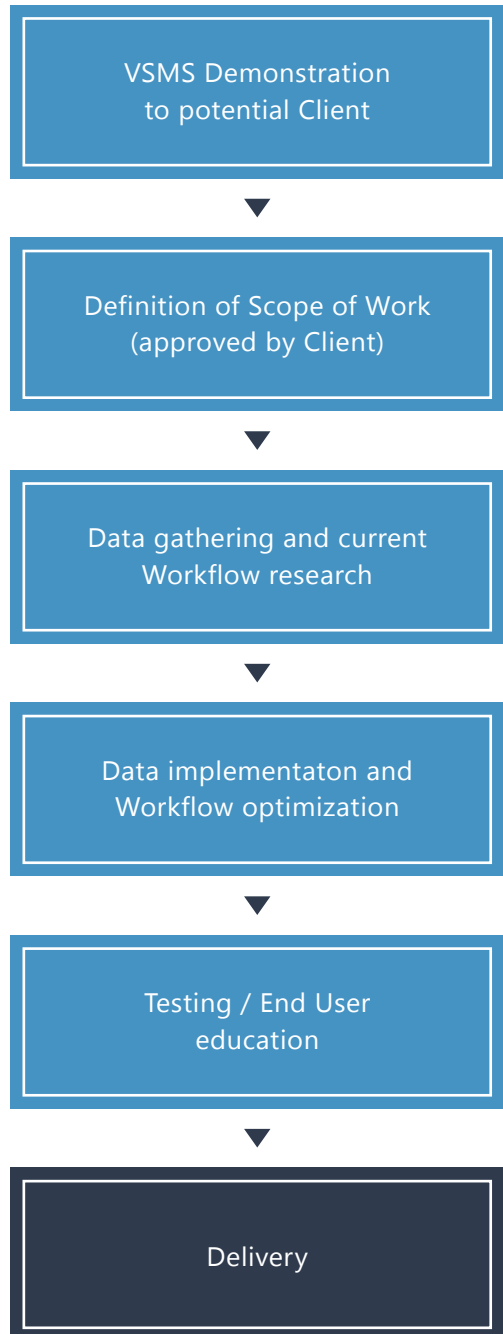 VSMS Demonstration
to potential Client
Definition of Scope of Work
(approved by Client)
Data gathering and current
Workflow research
Data implementaton and
Workflow optimization
Testing / End User
education
Delivery